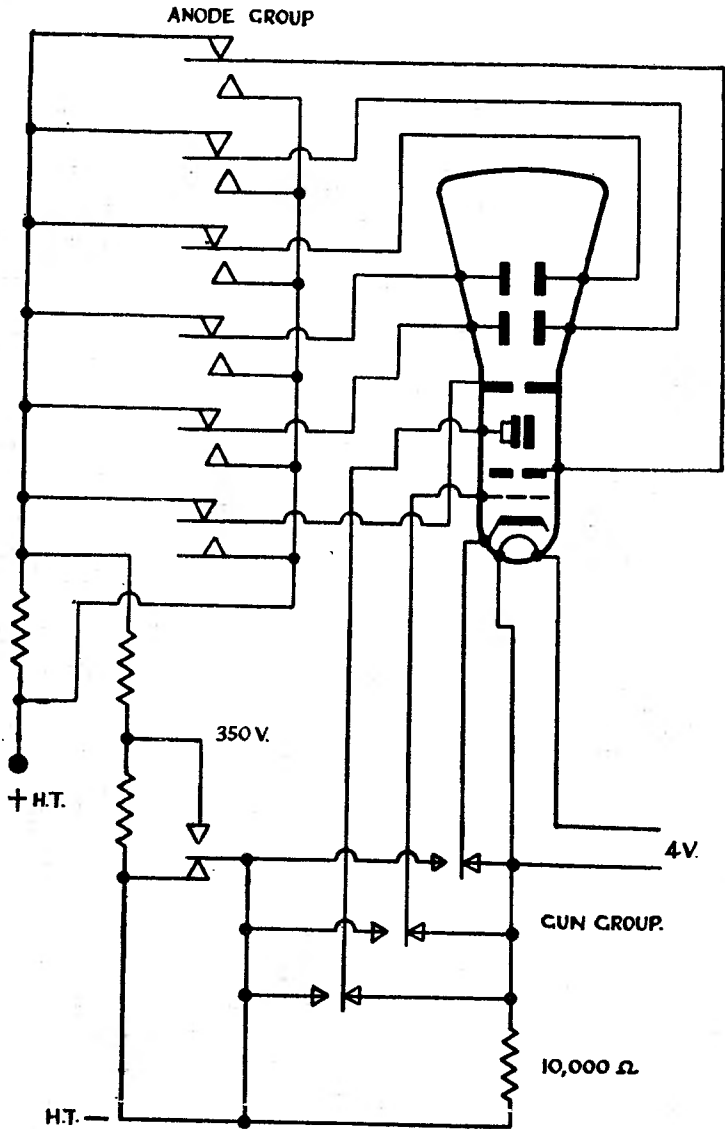 ANODE GROUP
350 V.
+ H.T.
4 V.
GUN GROUP.
10,000 Ω
H.T. −